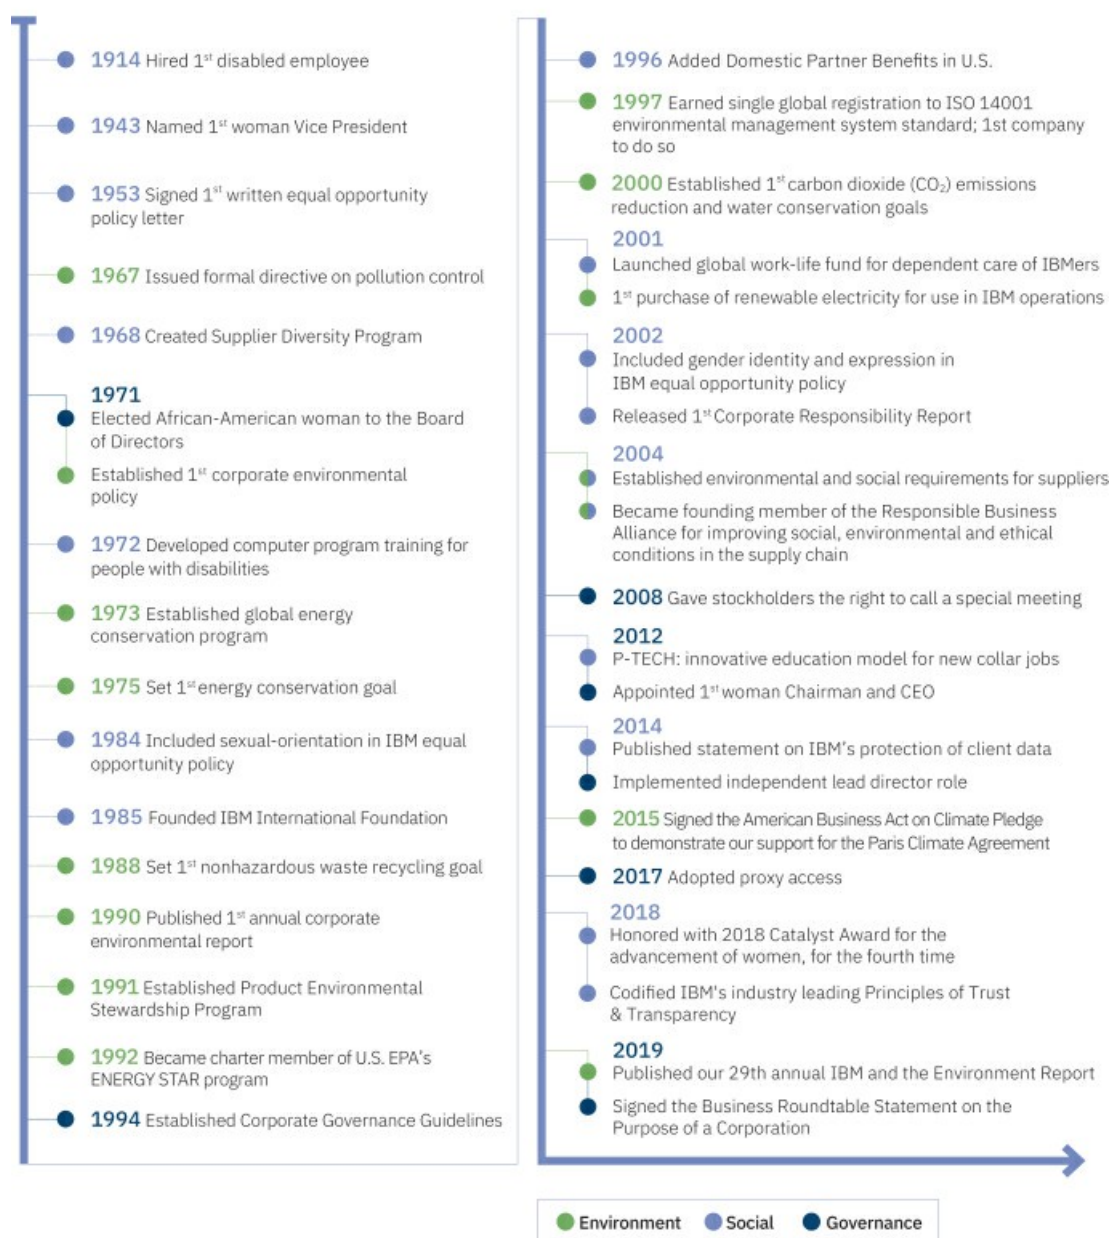 1914 Hired 1st disabled employee
1943 Named 1st woman Vice President
1953 Signed 1st written equal opportunity
policy letter
1967 Issued formal directive on pollution control
1968 Created Supplier Diversity Program
1971
Elected African-American woman to the Board
of Directors
Established 1st corporate environmental
policy
1972 Developed computer program training for
people with disabilities
1973 Established global energy
conservation program
1975 Set 1st energy conservation goal
1984 Included sexual-orientation in IBM equal
opportunity policy
1985 Founded IBM International Foundation
1988 Set 1st nonhazardous waste recycling goal
1990 Published 1st annual corporate
environmental report
1991 Established Product Environmental
Stewardship Program
1992 Became charter member of U.S. EPA's
ENERGY STAR program
1994 Established Corporate Governance Guidelines
1996 Added Domestic Partner Benefits in U.S.
1997 Earned single global registration to ISO 14001
environmental management system standard; 1st company
to do so
2000 Established 1st carbon dioxide (CO₂) emissions
reduction and water conservation goals
2001
Launched global work-life fund for dependent care of IBMers
1st purchase of renewable electricity for use in IBM operations
2002
Included gender identity and expression in
IBM equal opportunity policy
Released 1st Corporate Responsibility Report
2004
Established environmental and social requirements for suppliers
Became founding member of the Responsible Business
Alliance for improving social, environmental and ethical
conditions in the supply chain
2008 Gave stockholders the right to call a special meeting
2012
P-TECH: innovative education model for new collar jobs
Appointed 1st woman Chairman and CEO
2014
Published statement on IBM's protection of client data
Implemented independent lead director role
2015 Signed the American Business Act on Climate Pledge
to demonstrate our support for the Paris Climate Agreement
2017 Adopted proxy access
2018
Honored with 2018 Catalyst Award for the
advancement of women, for the fourth time
Codified IBM's industry leading Principles of Trust
& Transparency
2019
Published our 29th annual IBM and the Environment Report
Signed the Business Roundtable Statement on the
Purpose of a Corporation
Environment Social Governance